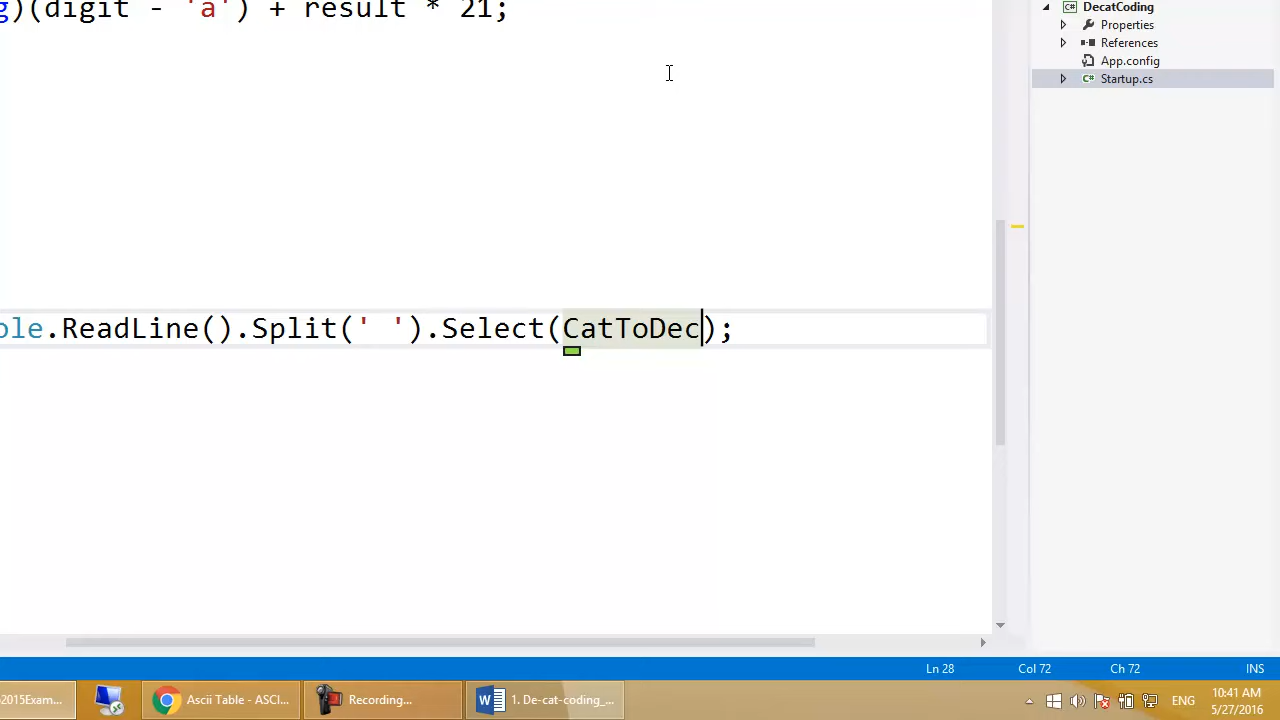 g)(digit - 'a') + result * 21;
ole.ReadLine().Split(' ').Select(CatToDec);
DecatCoding
Properties
References
App.config
Startup.cs
Ln 28
Col 72
Ch 72
INS
2015Exam...
Ascii Table - ASCI...
Recording...
1. De-cat-coding_...
ENG
10:41 AM
5/27/2016